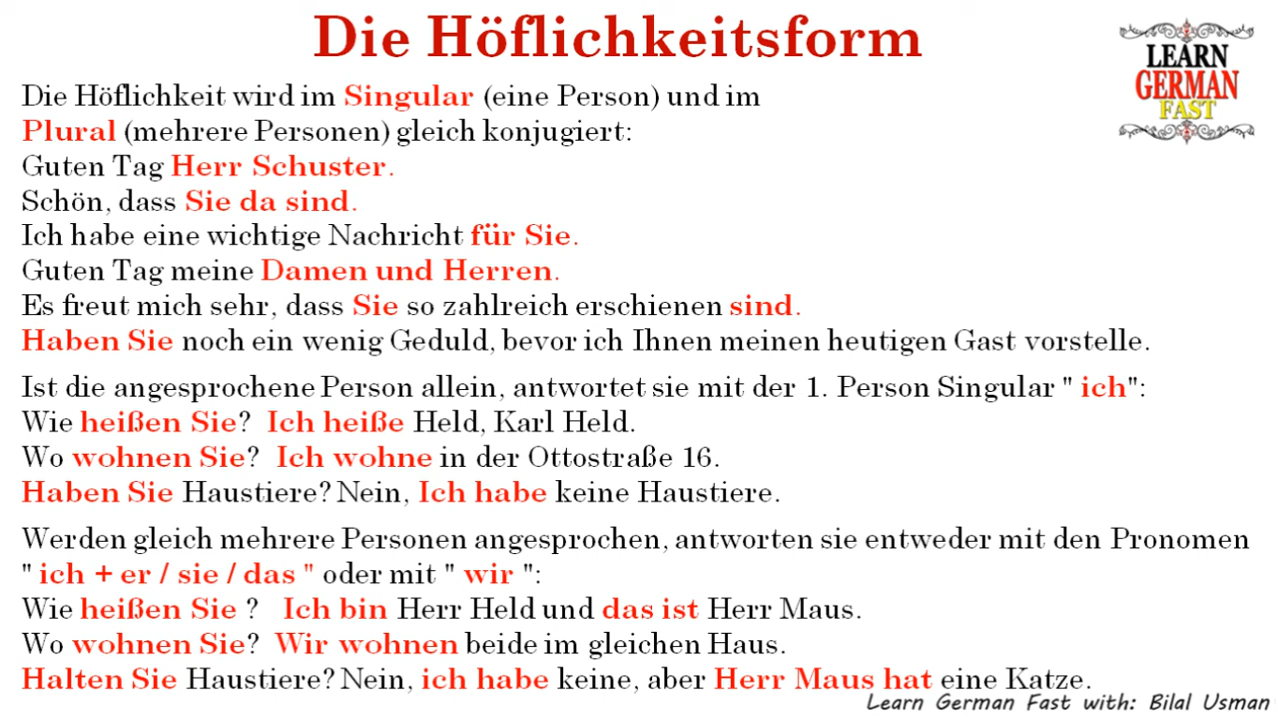 Die Höflichkeitsform
LEARN
GERMAN
FAST
Die Höflichkeit wird im Singular (eine Person) und im
Plural (mehrere Personen) gleich konjugiert:
Guten Tag Herr Schuster.
Schön, dass Sie da sind.
Ich habe eine wichtige Nachricht für Sie.
Guten Tag meine Damen und Herren.
Es freut mich sehr, dass Sie so zahlreich erschienen sind.
Haben Sie noch ein wenig Geduld, bevor ich Ihnen meinen heutigen Gast vorstelle.
Ist die angesprochene Person allein, antwortet sie mit der 1. Person Singular " ich":
Wie heißen Sie? Ich heiße Held, Karl Held.
Wo wohnen Sie? Ich wohne in der Ottostraße 16.
Haben Sie Haustiere? Nein, Ich habe keine Haustiere.
Werden gleich mehrere Personen angesprochen, antworten sie entweder mit den Pronomen
" ich + er / sie / das " oder mit " wir ":
Wie heißen Sie ? Ich bin Herr Held und das ist Herr Maus.
Wo wohnen Sie? Wir wohnen beide im gleichen Haus.
Halten Sie Haustiere? Nein, ich habe keine, aber Herr Maus hat eine Katze.
Learn German Fast with: Bilal Usman